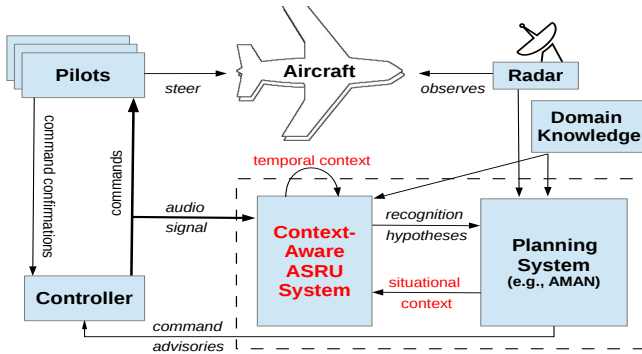 Pilots
steer
Aircraft
observes
Radar
Domain
Knowledge
command confirmations
commands
temporal context
audio
signal
Context-
Aware
ASRU
System
recognition
hypotheses
situational
context
Planning
System
(e.g., AMAN)
Controller
command
advisories